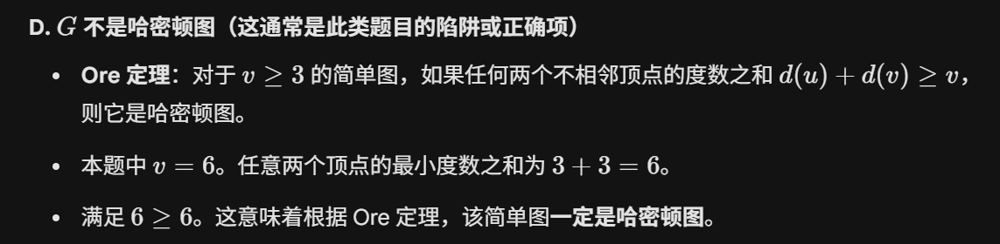 D. G 不是哈密顿图（这通常是此类题目的陷阱或正确项）
• Ore 定理：对于 v ≥ 3 的简单图，如果任何两个不相邻顶点的度数之和 d(u) + d(v) ≥ v，
则它是哈密顿图。
• 本题中 v = 6。任意两个顶点的最小度数之和为 3 + 3 = 6。
• 满足 6 ≥ 6。这意味着根据 Ore 定理，该简单图一定是哈密顿图。